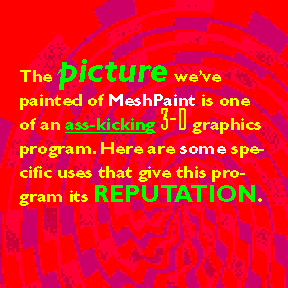 The picture we've
painted of MeshPaint is one
of an ass-kicking 3-D graphics
program. Here are some spe-
cific uses that give this pro-
gram its REPUTATION.